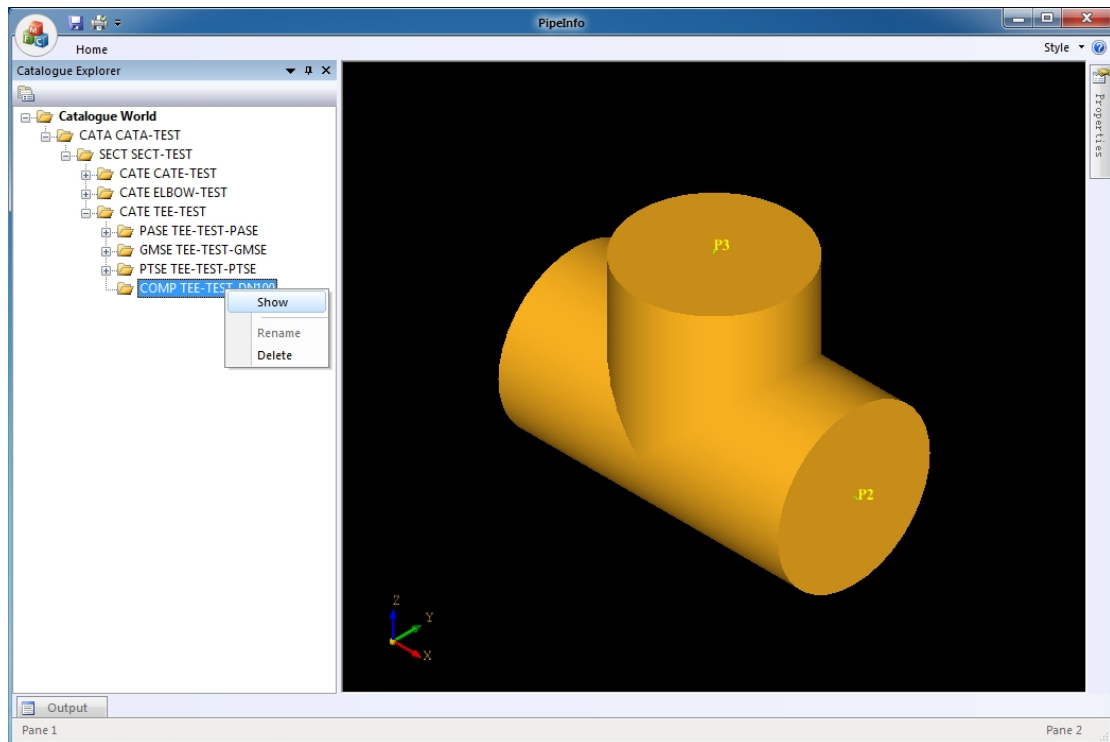 PipeInfo
Home
Style
Catalogue Explorer
Catalogue World
CATA CATA-TEST
SECT SECT-TEST
CATE CATE-TEST
CATE ELBOW-TEST
CATE TEE-TEST
PASE TEE-TEST-PASE
GMSE TEE-TEST-GMSE
PTSE TEE-TEST-PTSE
COMP TEE-TEST-DN100
Show
Rename
Delete
P3
P2
Z
Y
X
Properties
Output
Pane 1
Pane 2